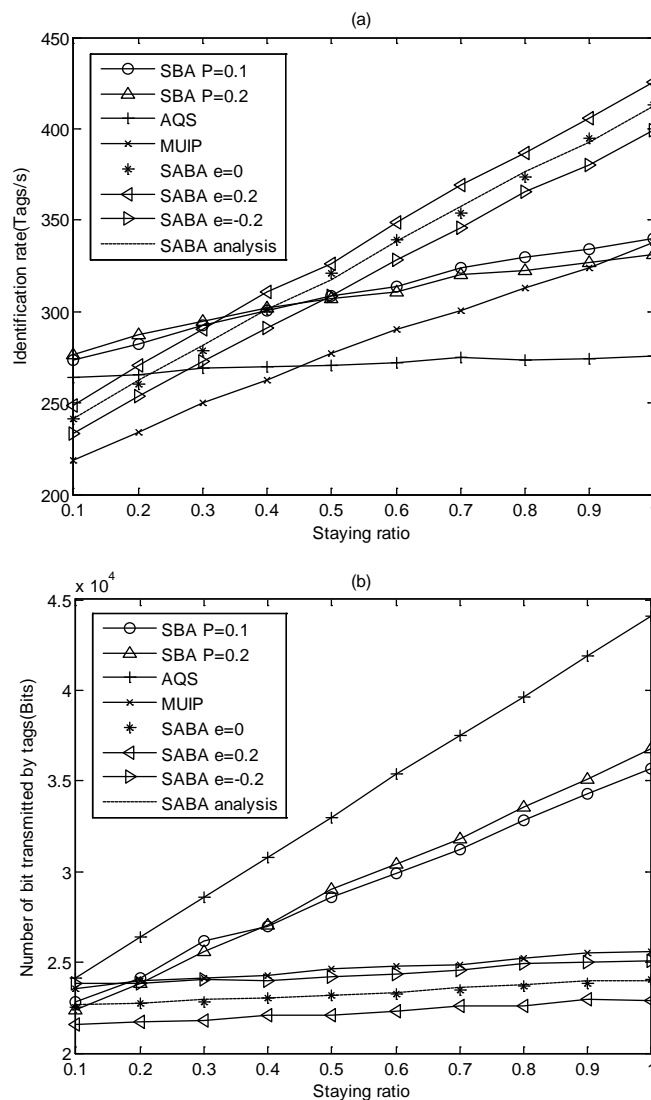 (a)
450
400
350
300
250
200
Identification rate(Tags/s)
SBA P=0.1
SBA P=0.2
AQS
MUIP
SABA e=0
SABA e=0.2
SABA e=-0.2
SABA analysis
0.1 0.2 0.3 0.4 0.5 0.6 0.7 0.8 0.9 1
Staying ratio
(b)
x 10^4
4.5
4
3.5
3
2.5
2
Number of bit transmitted by tags(Bits)
SBA P=0.1
SBA P=0.2
AQS
MUIP
SABA e=0
SABA e=0.2
SABA e=-0.2
SABA analysis
0.1 0.2 0.3 0.4 0.5 0.6 0.7 0.8 0.9 1
Staying ratio